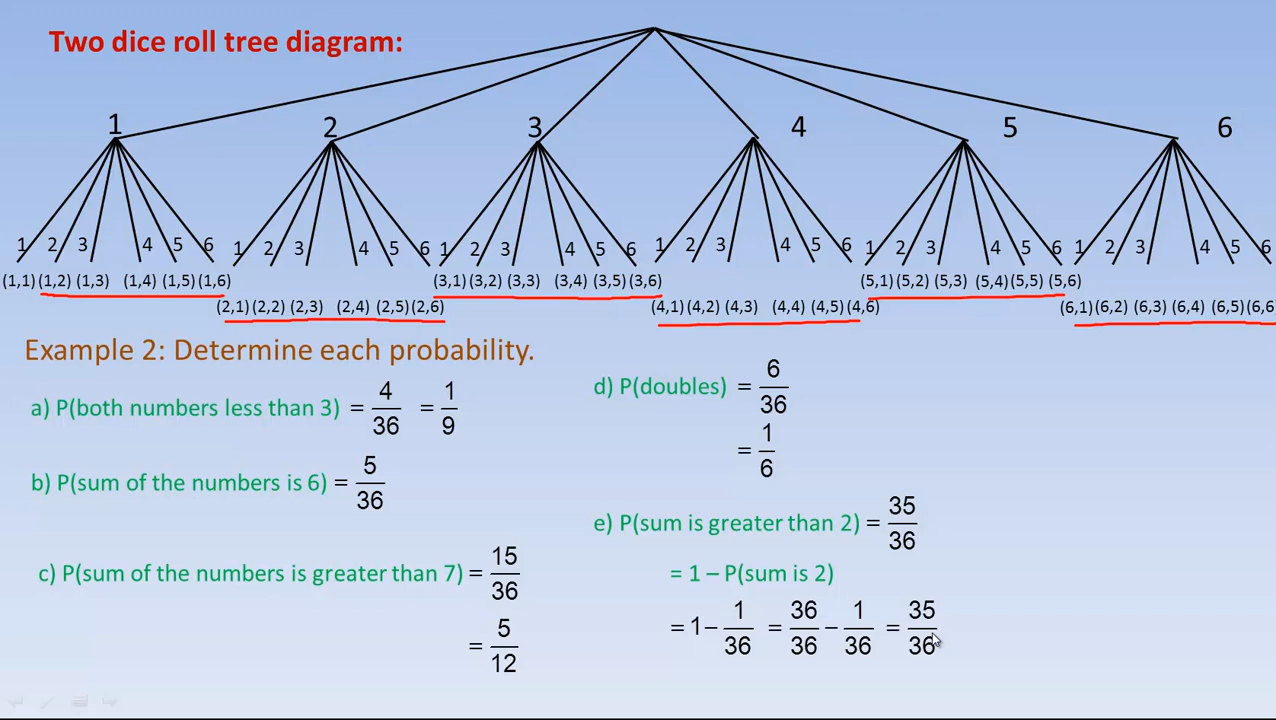 Two dice roll tree diagram:
1 2 3 4 5 6
1 2 3 4 5 6 1 2 3 4 5 6 1 2 3 4 5 6 1 2 3 4 5 6 1 2 3 4 5 6 1 2 3 4 5 6
(1,1) (1,2) (1,3) (1,4) (1,5) (1,6) (3,1) (3,2) (3,3) (3,4) (3,5) (3,6) (5,1) (5,2) (5,3) (5,4) (5,5) (5,6)
(2,1) (2,2) (2,3) (2,4) (2,5) (2,6) (4,1) (4,2) (4,3) (4,4) (4,5) (4,6) (6,1) (6,2) (6,3) (6,4) (6,5) (6,6
Example 2: Determine each probability.
a) P(both numbers less than 3) = 4/36 = 1/9
b) P(sum of the numbers is 6) = 5/36
c) P(sum of the numbers is greater than 7) = 15/36
= 5/12
d) P(doubles) = 6/36
= 1/6
e) P(sum is greater than 2) = 35/36
= 1 – P(sum is 2)
= 1 – 1/36 = 36/36 – 1/36 = 35/36